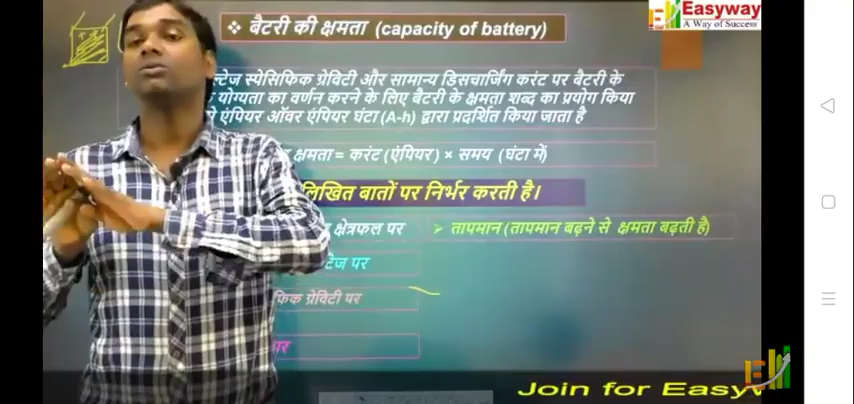 ❖ बैटरी की क्षमता (capacity of battery)
Easyway
A Way of Success
स्पेसिफिक ग्रेविटी और सामान्य डिसचार्जिंग करंट पर बैटरी के
योग्यता का वर्णन करने के लिए बैटरी के क्षमता शब्द का प्रयोग किया
एंपियर ऑवर एंपियर घंटा (A-h) द्वारा प्रदर्शित किया जाता है
क्षमता = करंट (एंपियर) × समय (घंटा में)
लिखित बातों पर निर्भर करती है।
क्षेत्रफल पर
➢ तापमान (तापमान बढ़ने से क्षमता बढ़ती है)
टेज पर
फिक ग्रेविटी पर
Join for Easyw